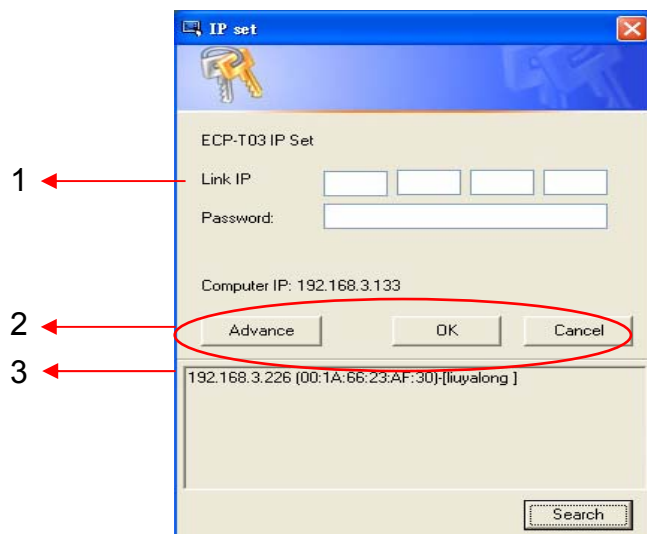 IP set
ECP-T03 IP Set
1
Link IP
Password:
Computer IP: 192.168.3.133
2
Advance OK Cancel
3
192.168.3.226 (00:1A:66:23:AF:30)-[liuyalong ]
Search